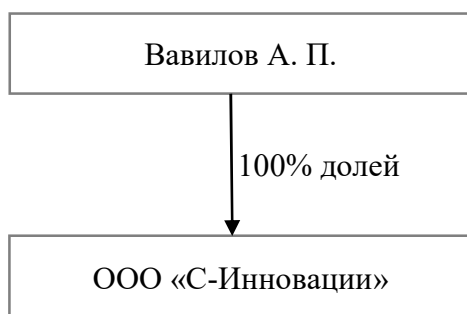 Вавилов А. П.
100% долей
ООО «С-Инновации»